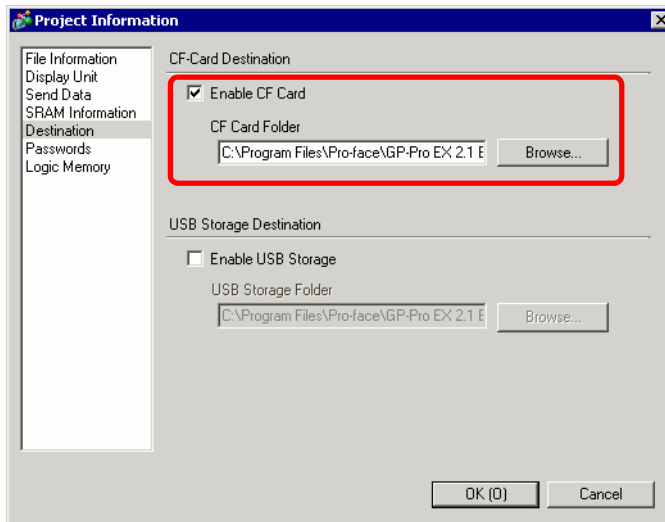 Project Information
File Information
Display Unit
Send Data
SRAM Information
Destination
Passwords
Logic Memory
CF-Card Destination
Enable CF Card
CF Card Folder
C:\Program Files\Pro-face\GP-Pro EX 2.1 E
Browse...
USB Storage Destination
Enable USB Storage
USB Storage Folder
C:\Program Files\Pro-face\GP-Pro EX 2.1 E
Browse...
OK (O)
Cancel